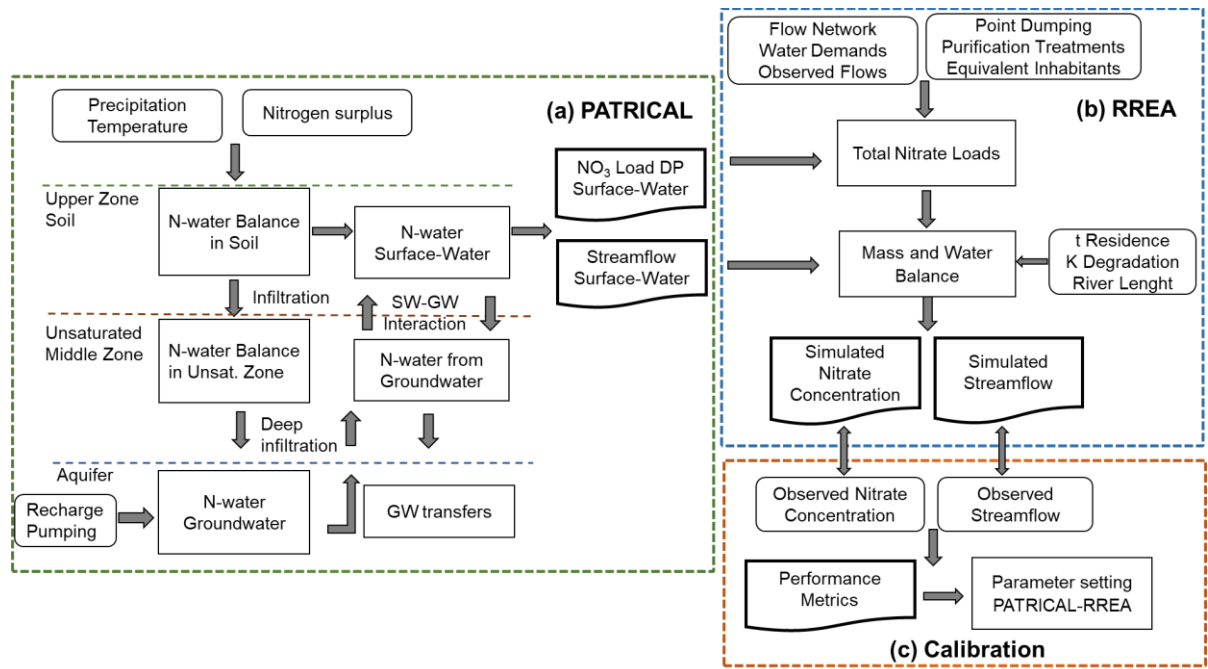 (a) PATRICAL
Precipitation
Temperature
Nitrogen surplus
Upper Zone
Soil
N-water Balance
in Soil
N-water
Surface-Water
NO₃ Load DP
Surface-Water
Streamflow
Surface-Water
Infiltration
SW-GW
Interaction
Unsaturated
Middle Zone
N-water Balance
in Unsat. Zone
N-water from
Groundwater
Deep
infiltration
Aquifer
Recharge
Pumping
N-water
Groundwater
GW transfers
(b) RREA
Flow Network
Water Demands
Observed Flows
Point Dumping
Purification Treatments
Equivalent Inhabitants
Total Nitrate Loads
Mass and Water
Balance
t Residence
K Degradation
River Lenght
Simulated
Nitrate
Concentration
Simulated
Streamflow
Observed Nitrate
Concentration
Observed
Streamflow
Performance
Metrics
Parameter setting
PATRICAL-RREA
(c) Calibration